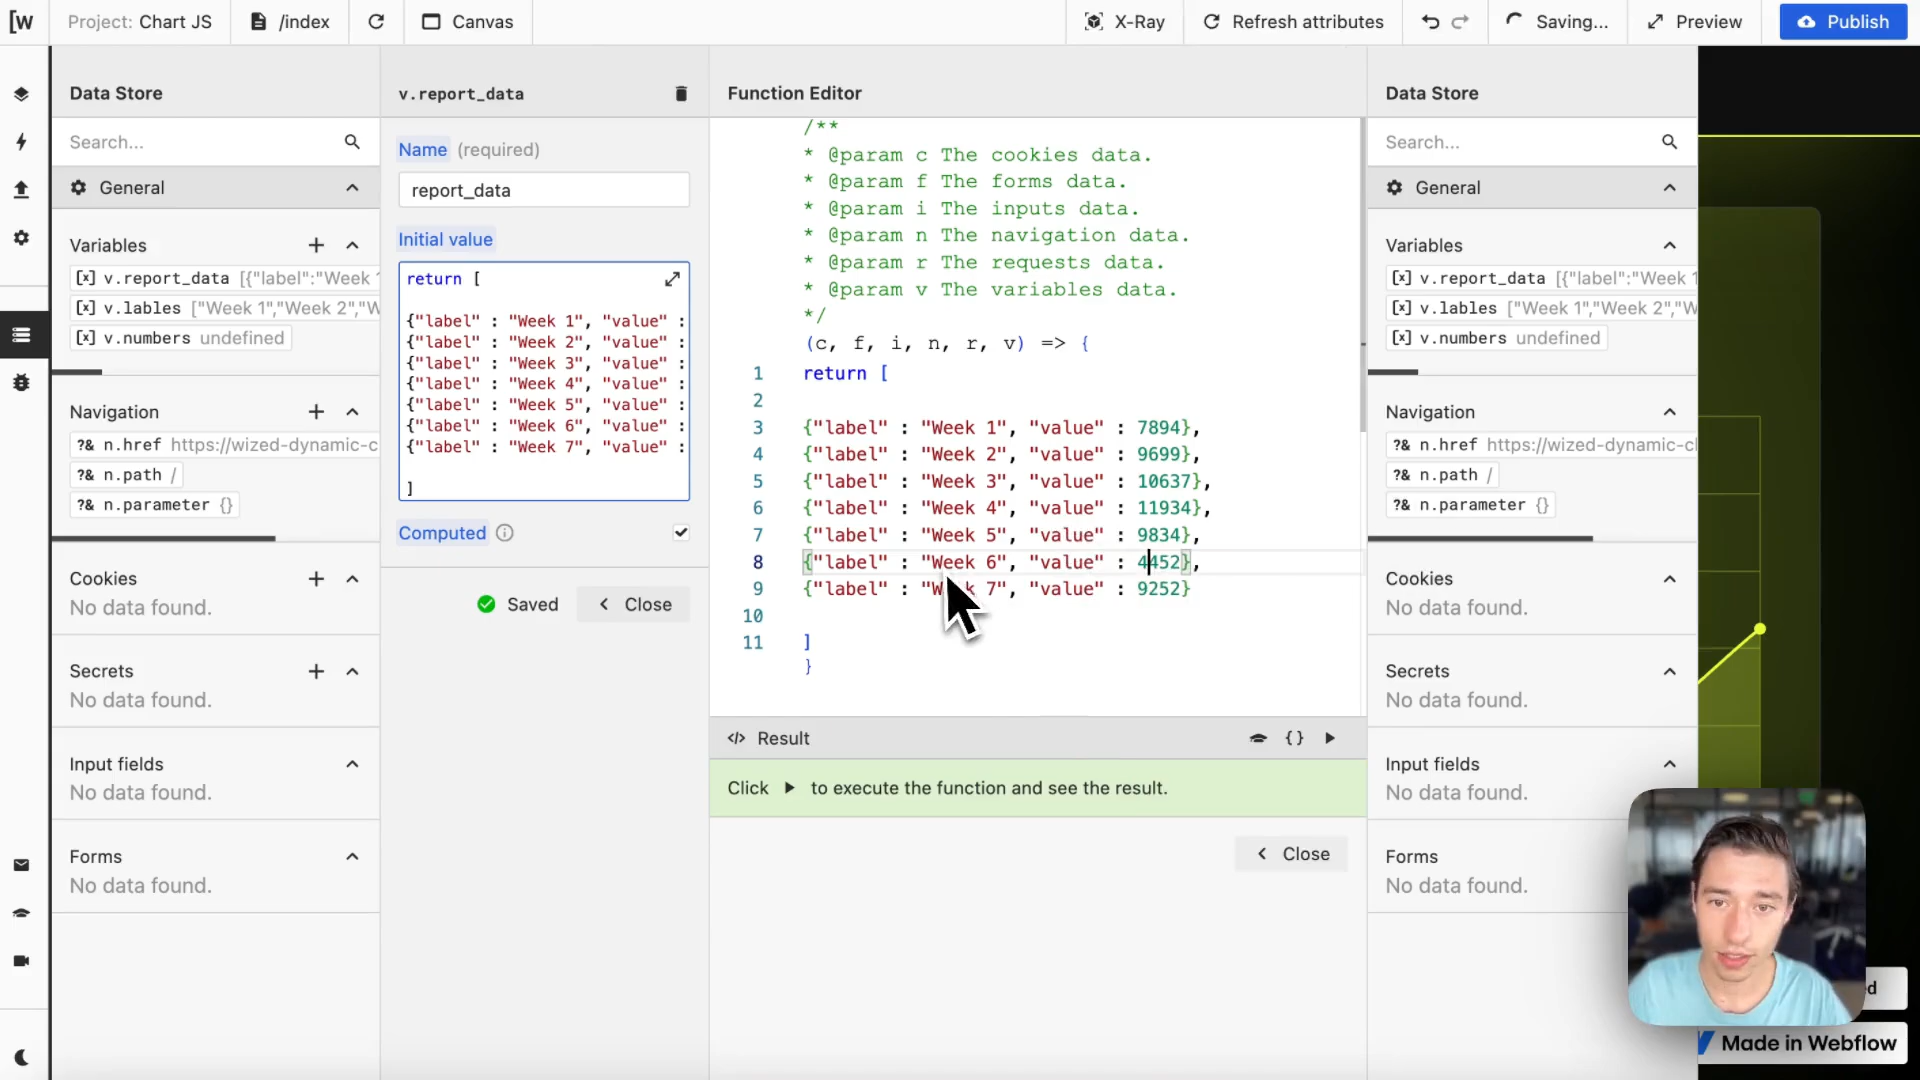 [w
Project: Chart JS
/index
Canvas
X-Ray
Refresh attributes
Saving...
Preview
Publish
Data Store
Search...
General
Variables
[x] v.report_data [{"label":"Week 1
[x] v.lables ["Week 1","Week 2","W
[x] v.numbers undefined
Navigation
?& n.href https://wized-dynamic-c
?& n.path /
?& n.parameter {}
Cookies
No data found.
Secrets
No data found.
Input fields
No data found.
Forms
No data found.
v.report_data
Name (required)
report_data
Initial value
return [
{"label" : "Week 1", "value" :
{"label" : "Week 2", "value" :
{"label" : "Week 3", "value" :
{"label" : "Week 4", "value" :
{"label" : "Week 5", "value" :
{"label" : "Week 6", "value" :
{"label" : "Week 7", "value" :
]
Computed
Saved
Close
Function Editor
/**
* @param c The cookies data.
* @param f The forms data.
* @param i The inputs data.
* @param n The navigation data.
* @param r The requests data.
* @param v The variables data.
*/
(c, f, i, n, r, v) => {
1 return [
2
3 {"label" : "Week 1", "value" : 7894},
4 {"label" : "Week 2", "value" : 9699},
5 {"label" : "Week 3", "value" : 10637},
6 {"label" : "Week 4", "value" : 11934},
7 {"label" : "Week 5", "value" : 9834},
8 {"label" : "Week 6", "value" : 4452},
9 {"label" : "Week 7", "value" : 9252}
10
11 ]
}
</> Result
{}
Click ▶ to execute the function and see the result.
Close
Data Store
Search...
General
Variables
[x] v.report_data [{"label":"Week 1
[x] v.lables ["Week 1","Week 2","W
[x] v.numbers undefined
Navigation
?& n.href https://wized-dynamic-cl
?& n.path /
?& n.parameter {}
Cookies
No data found.
Secrets
No data found.
Input fields
No data found.
Forms
No data found.
Made in Webflow